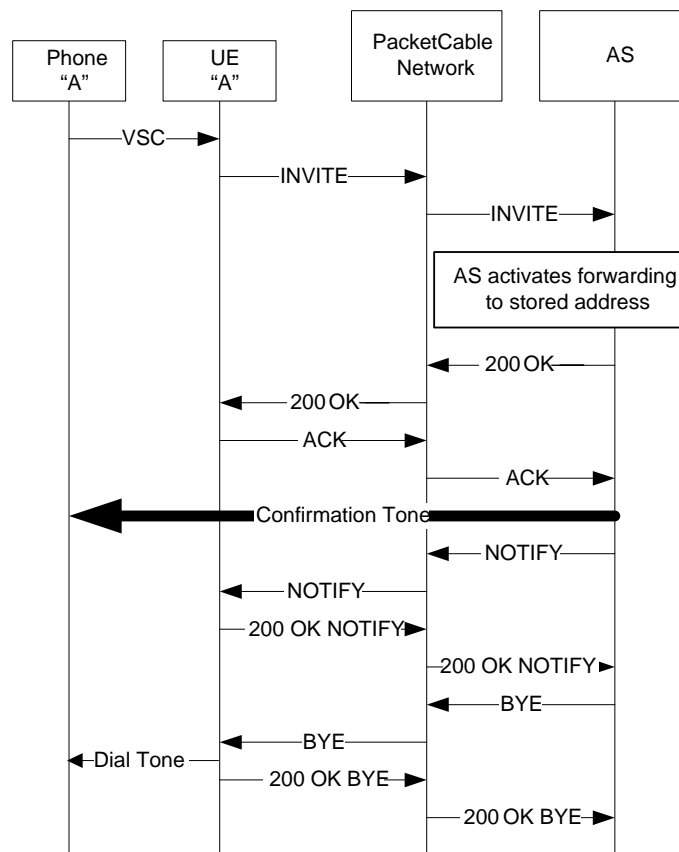 Phone
“A”
UE
“A”
PacketCable
Network
AS
VSC
INVITE
INVITE
AS activates forwarding
to stored address
200 OK
200 OK
ACK
ACK
Confirmation Tone
NOTIFY
NOTIFY
200 OK NOTIFY
200 OK NOTIFY
BYE
BYE
Dial Tone
200 OK BYE
200 OK BYE